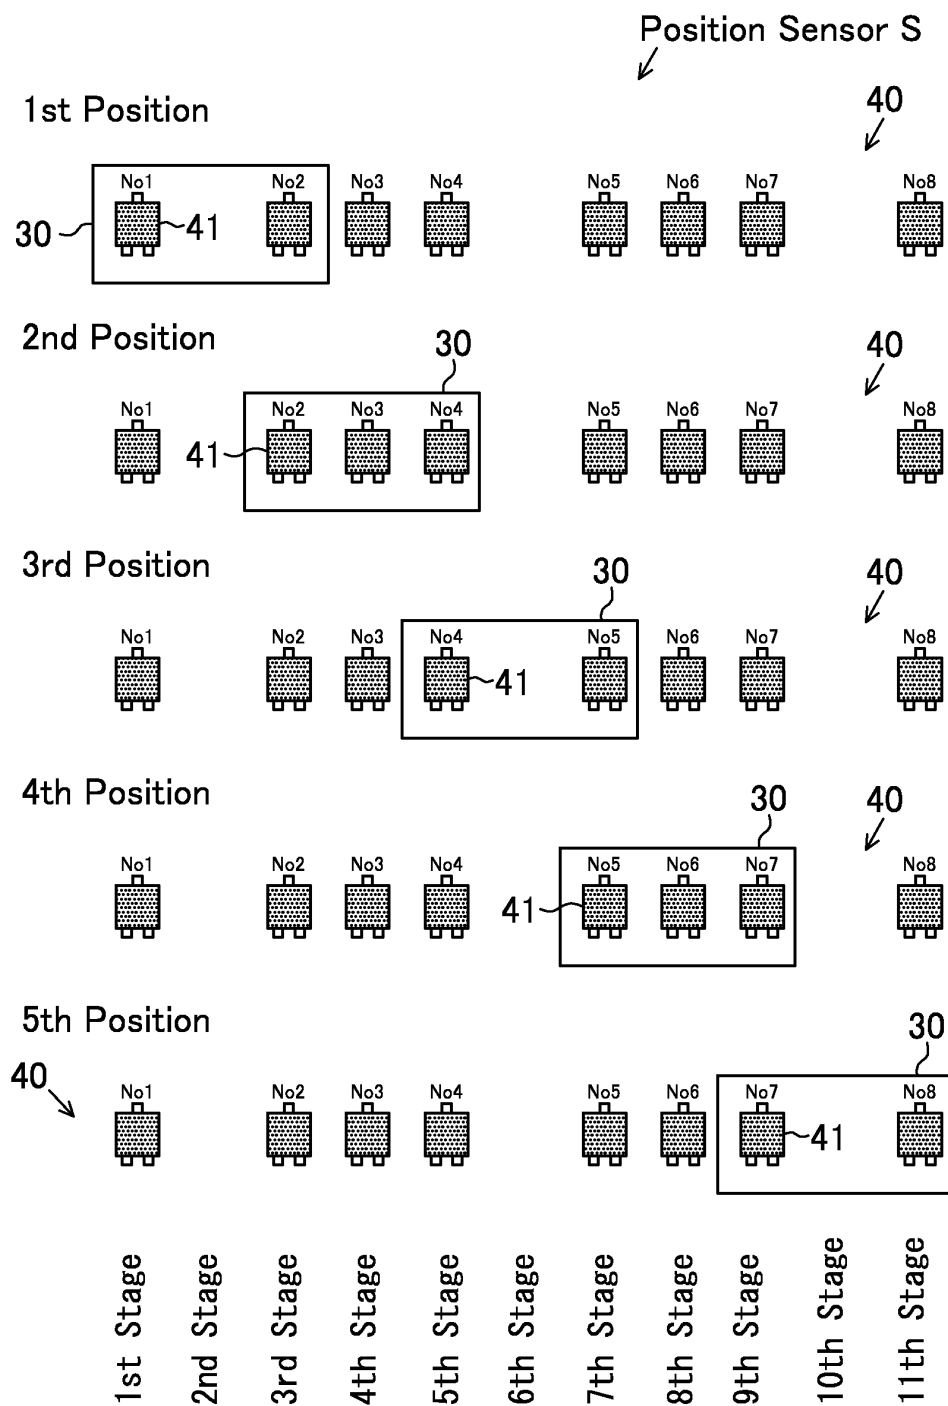 Position Sensor S
1st Position
40
No1 No2 No3 No4 No5 No6 No7 No8
30 41
2nd Position
30 40
No1 No2 No3 No4 No5 No6 No7 No8
41
3rd Position
30 40
No1 No2 No3 No4 No5 No6 No7 No8
41
4th Position
30 40
No1 No2 No3 No4 No5 No6 No7 No8
41
5th Position
30
40
No1 No2 No3 No4 No5 No6 No7 No8
41
1st Stage
2nd Stage
3rd Stage
4th Stage
5th Stage
6th Stage
7th Stage
8th Stage
9th Stage
10th Stage
11th Stage